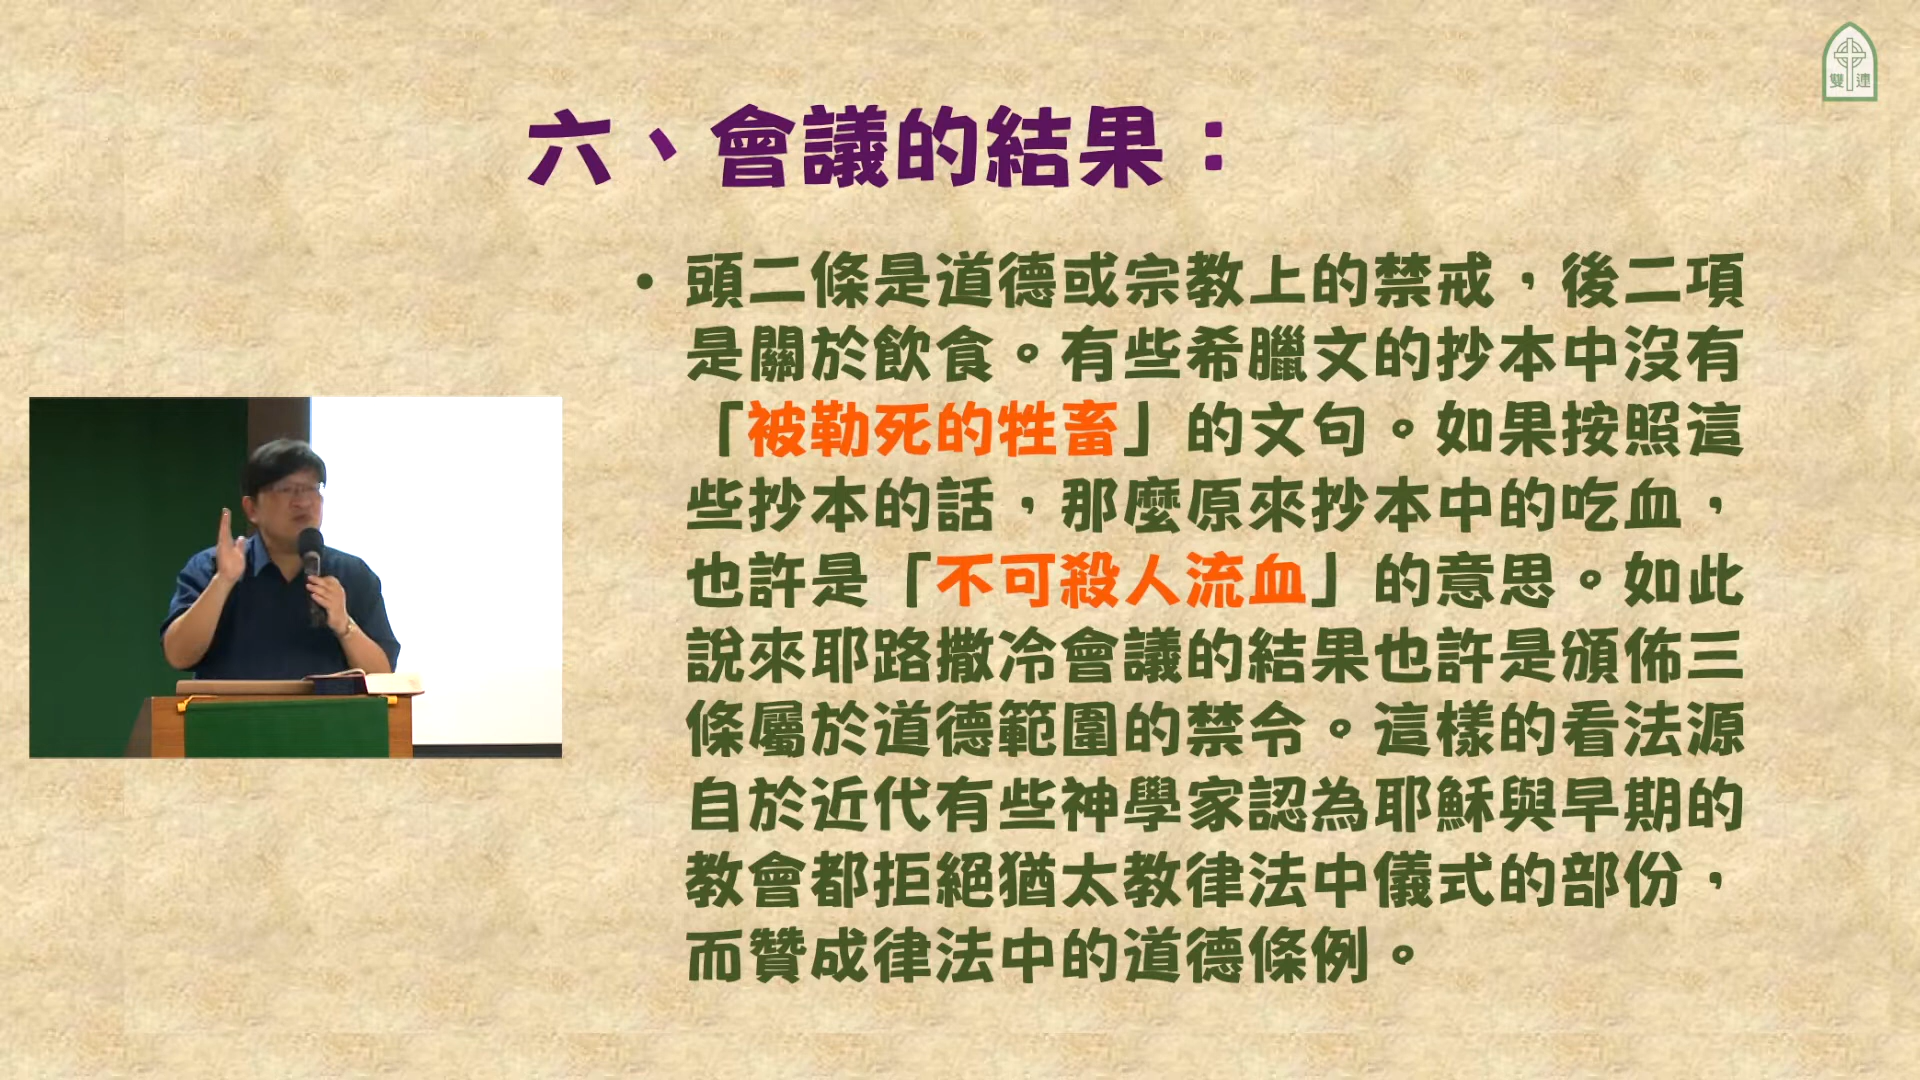 雙連
六、會議的結果：
• 頭二條是道德或宗教上的禁戒，後二項
是關於飲食。有些希臘文的抄本中沒有
「被勒死的牲畜」的文句。如果按照這
些抄本的話，那麼原來抄本中的吃血，
也許是「不可殺人流血」的意思。如此
說來耶路撒冷會議的結果也許是頒佈三
條屬於道德範圍的禁令。這樣的看法源
自於近代有些神學家認為耶穌與早期的
教會都拒絕猶太教律法中儀式的部份，
而贊成律法中的道德條例。